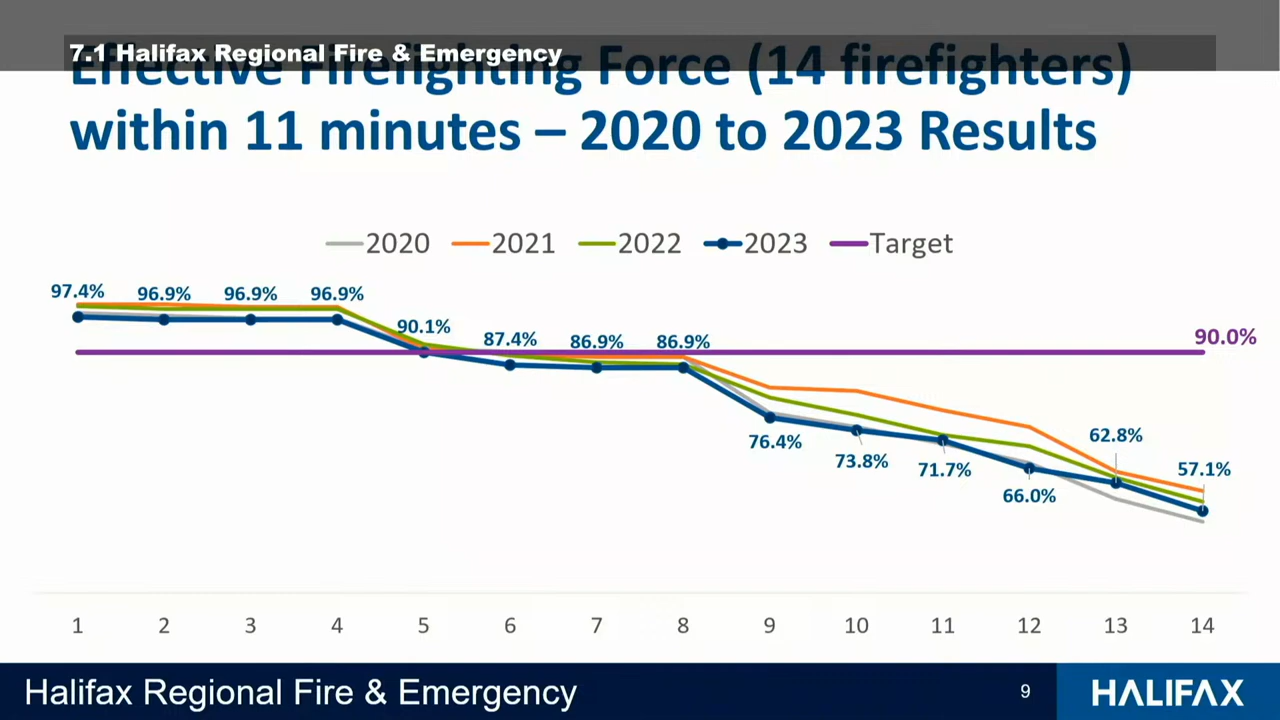 7.1 Halifax Regional Fire & Emergency
Effective Firefighting Force (14 firefighters)
within 11 minutes – 2020 to 2023 Results
2020 2021 2022 2023 Target
97.4% 96.9% 96.9% 96.9% 90.1% 87.4% 86.9% 86.9% 90.0%
76.4% 73.8% 71.7% 66.0% 62.8% 57.1%
1 2 3 4 5 6 7 8 9 10 11 12 13 14
Halifax Regional Fire & Emergency 9 HALIFAX